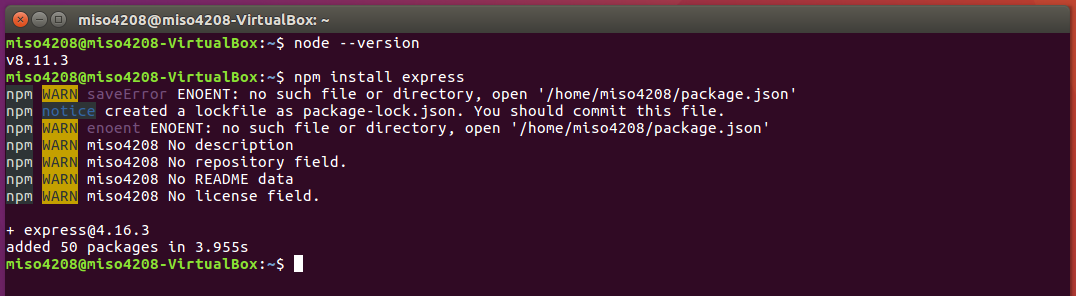 miso4208@miso4208-VirtualBox: ~
miso4208@miso4208-VirtualBox:~$ node --version
v8.11.3
miso4208@miso4208-VirtualBox:~$ npm install express
npm WARN saveError ENOENT: no such file or directory, open '/home/miso4208/package.json'
npm notice created a lockfile as package-lock.json. You should commit this file.
npm WARN enoent ENOENT: no such file or directory, open '/home/miso4208/package.json'
npm WARN miso4208 No description
npm WARN miso4208 No repository field.
npm WARN miso4208 No README data
npm WARN miso4208 No license field.
+ express@4.16.3
added 50 packages in 3.955s
miso4208@miso4208-VirtualBox:~$